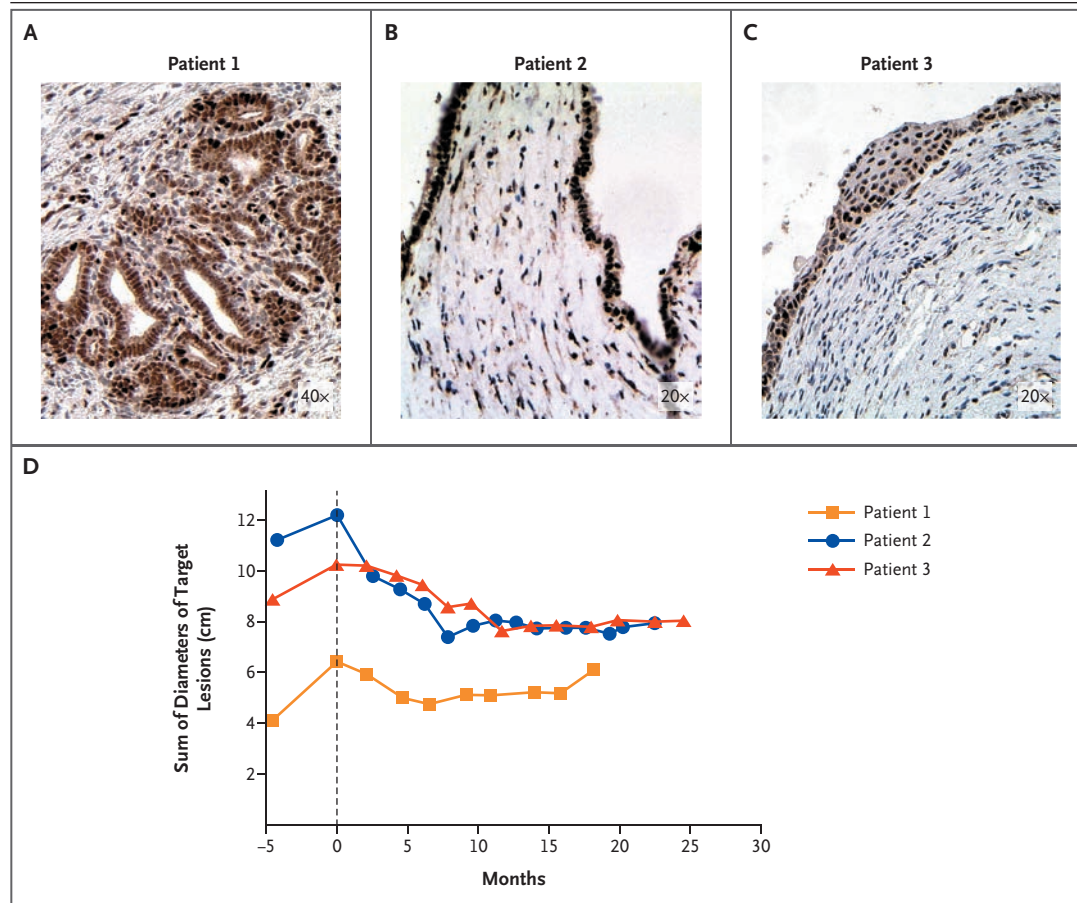 A
Patient 1
40×
B
Patient 2
20×
C
Patient 3
20×
D
Sum of Diameters of Target
Lesions (cm)
12
10
8
6
4
2
–5
0
5
10
15
20
25
30
Months
Patient 1
Patient 2
Patient 3